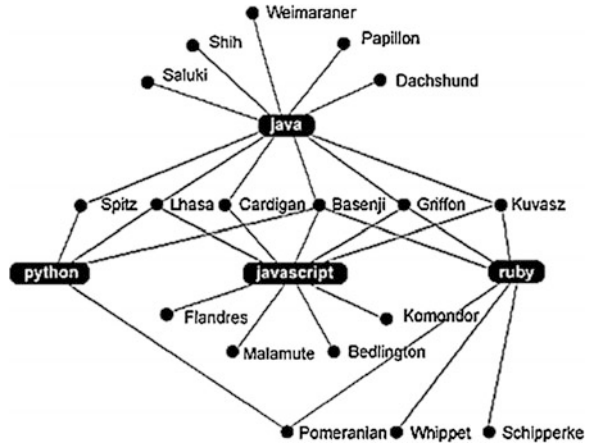 Weimaraner
Shih
Papillon
Saluki
Dachshund
java
Spitz Lhasa Cardigan Basenji Griffon Kuvasz
python javascript ruby
Flandres Komondor
Malamute Bedlington
Pomeranian Whippet Schipperke